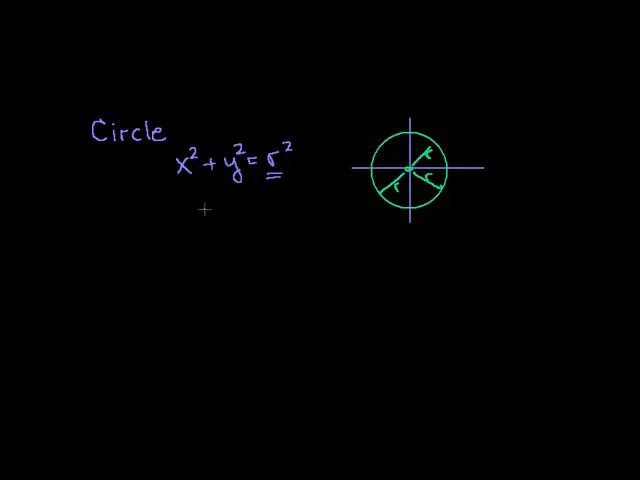 Circle
x² + y² = r²
r
r
r